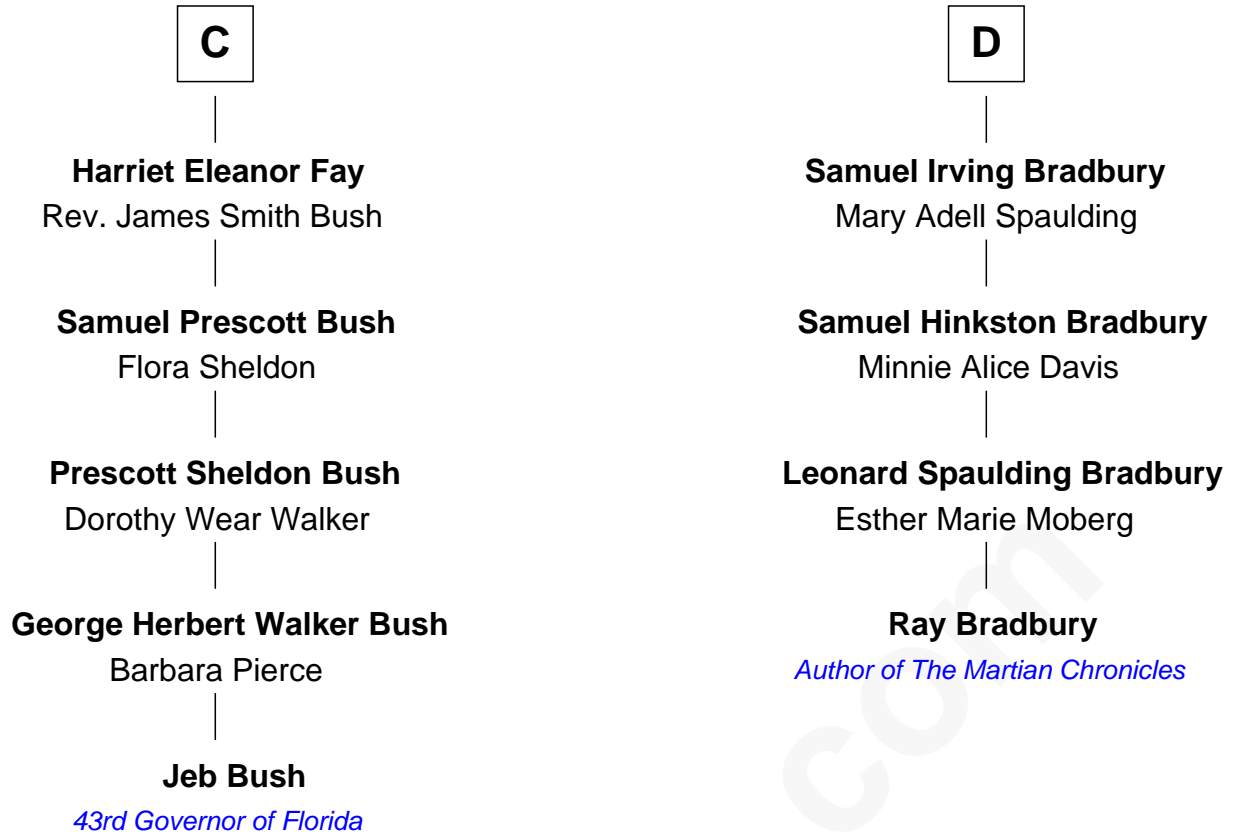 C
Harriet Eleanor Fay
Rev. James Smith Bush
Samuel Prescott Bush
Flora Sheldon
Prescott Sheldon Bush
Dorothy Wear Walker
George Herbert Walker Bush
Barbara Pierce
Jeb Bush
43rd Governor of Florida
D
Samuel Irving Bradbury
Mary Adell Spaulding
Samuel Hinkston Bradbury
Minnie Alice Davis
Leonard Spaulding Bradbury
Esther Marie Moberg
Ray Bradbury
Author of The Martian Chronicles
com